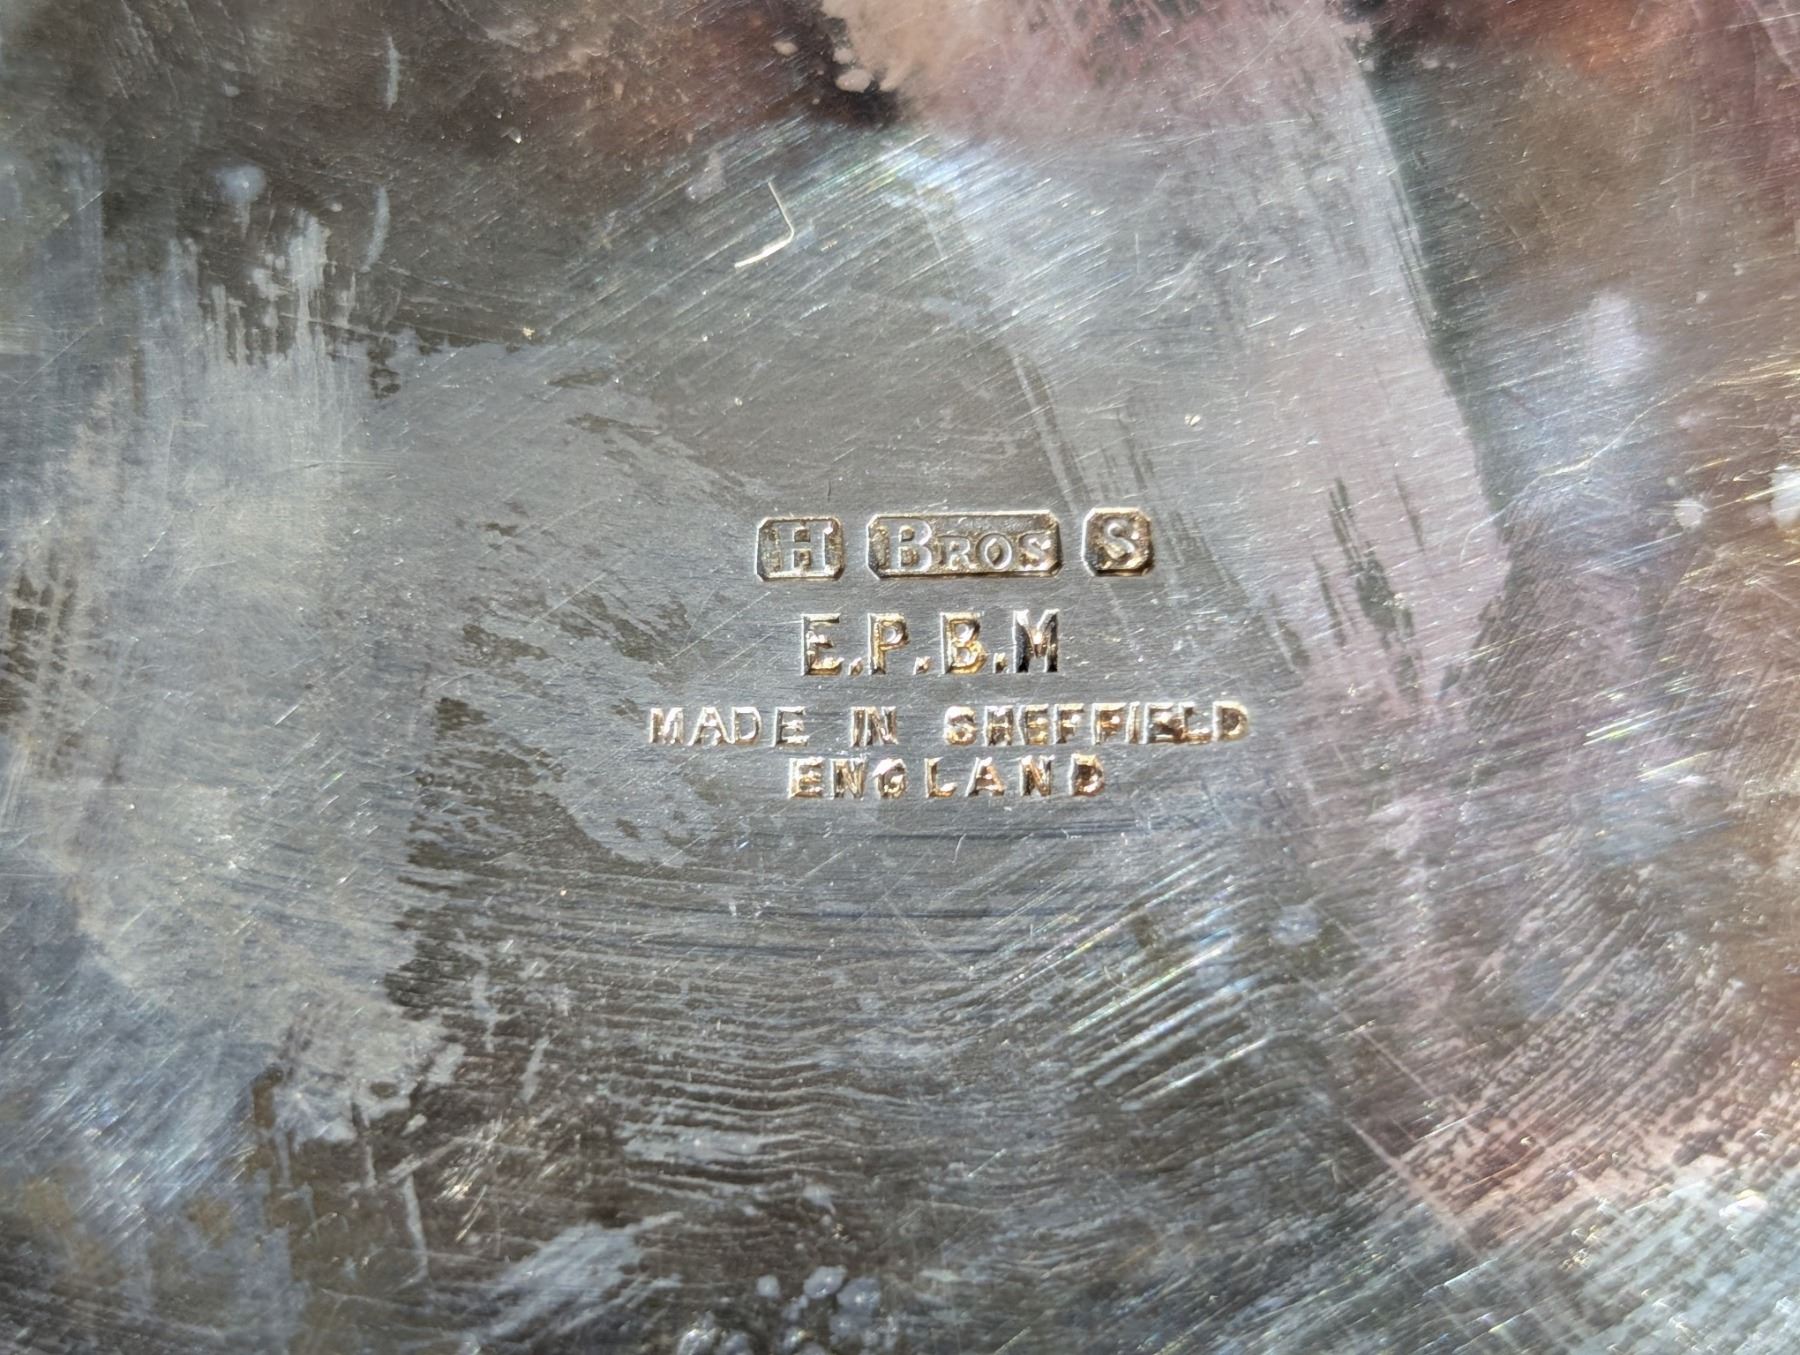 H BROS S
E.P.B.M
MADE IN SHEFFIELD
ENGLAND